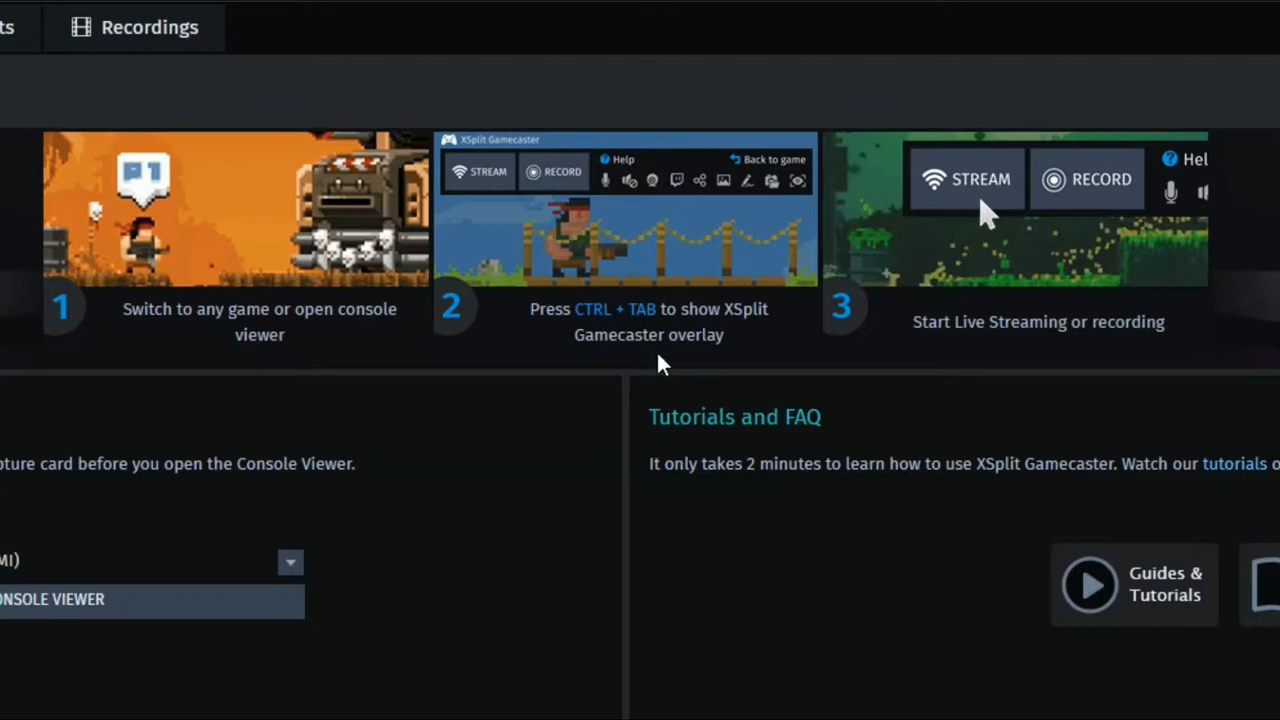 ts
Recordings
P1
XSplit Gamecaster
STREAM
RECORD
Help
Back to game
STREAM
RECORD
Hel
1
Switch to any game or open console
viewer
2
Press CTRL + TAB to show XSplit
Gamecaster overlay
3
Start Live Streaming or recording
pture card before you open the Console Viewer.
MI)
ONSOLE VIEWER
Tutorials and FAQ
It only takes 2 minutes to learn how to use XSplit Gamecaster. Watch our tutorials o
Guides &
Tutorials